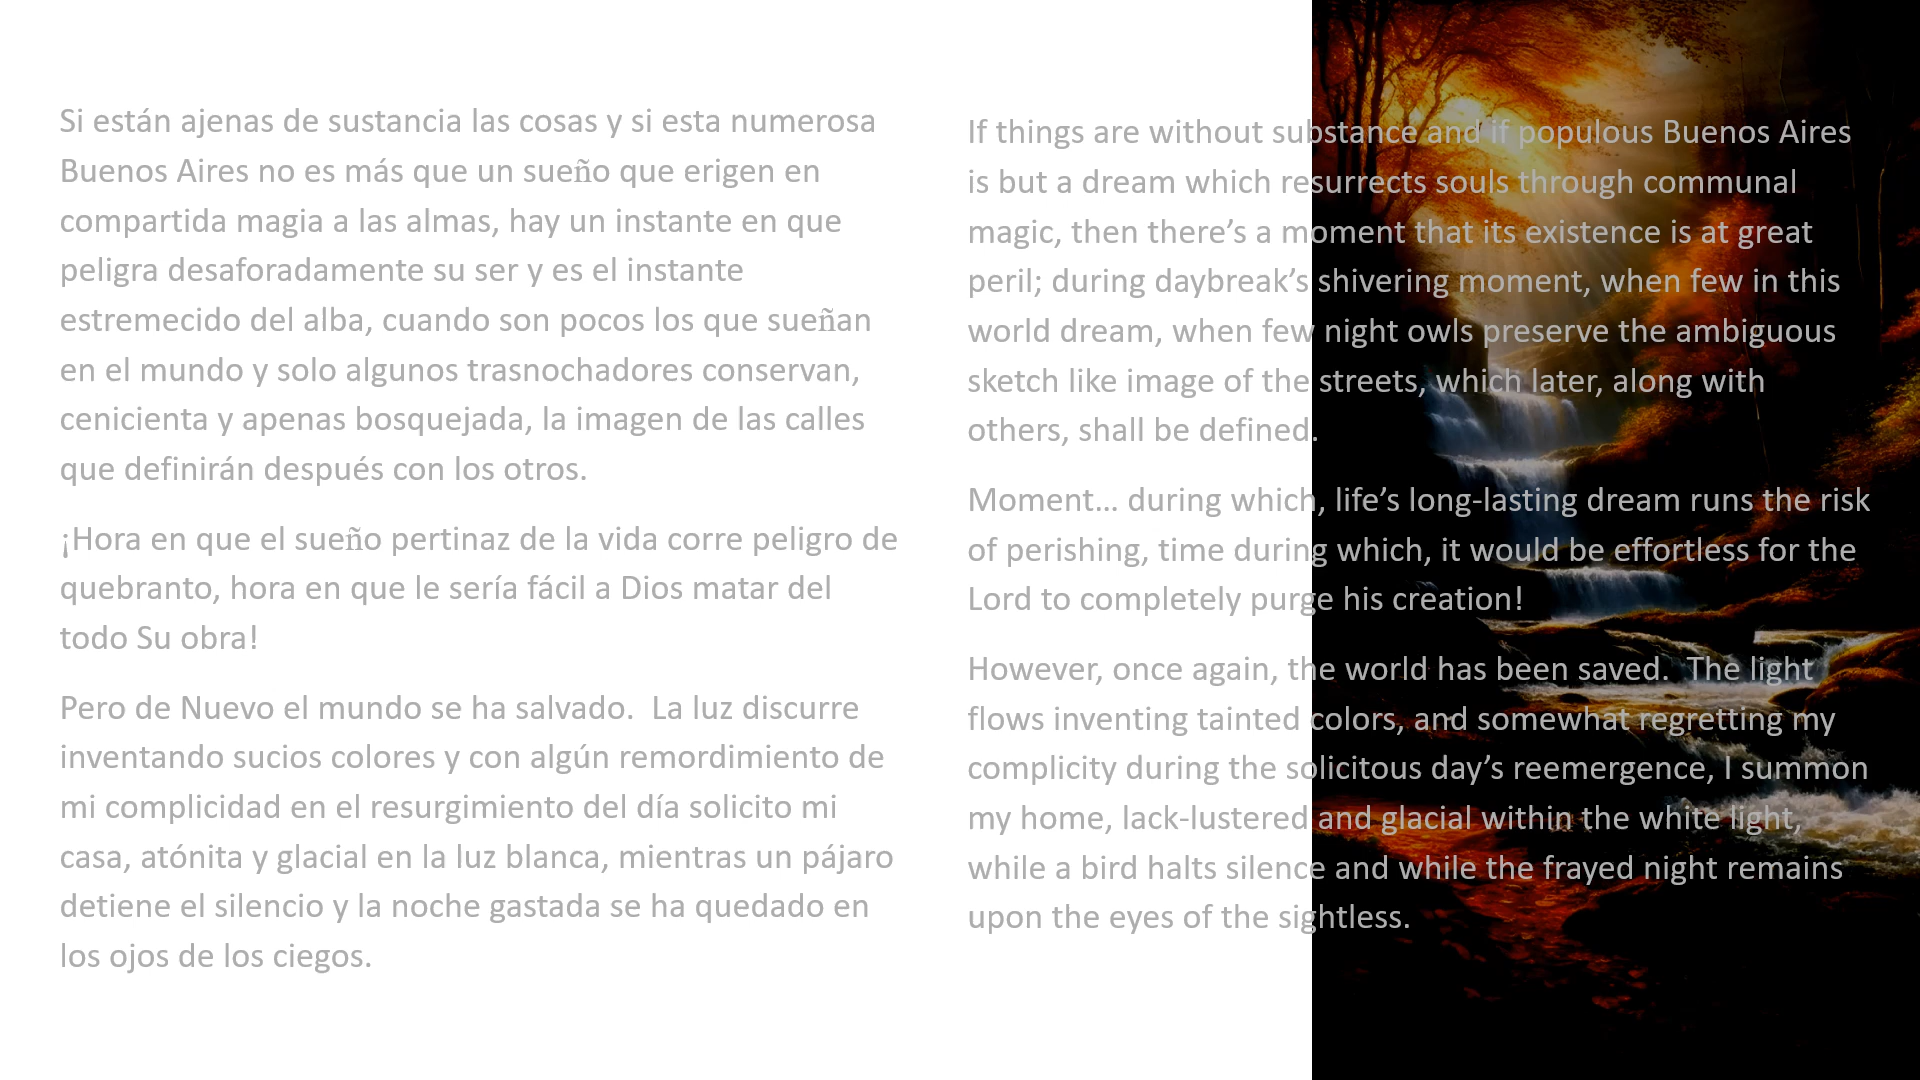 Si están ajenas de sustancia las cosas y si esta numerosa
Buenos Aires no es más que un sueño que erigen en
compartida magia a las almas, hay un instante en que
peligra desaforadamente su ser y es el instante
estremecido del alba, cuando son pocos los que sueñan
en el mundo y solo algunos trasnochadores conservan,
cenicienta y apenas bosquejada, la imagen de las calles
que definirán después con los otros.
¡Hora en que el sueño pertinaz de la vida corre peligro de
quebranto, hora en que le sería fácil a Dios matar del
todo Su obra!
Pero de Nuevo el mundo se ha salvado.  La luz discurre
inventando sucios colores y con algún remordimiento de
mi complicidad en el resurgimiento del día solicito mi
casa, atónita y glacial en la luz blanca, mientras un pájaro
detiene el silencio y la noche gastada se ha quedado en
los ojos de los ciegos.
If things are without substance and if populous Buenos Aires
is but a dream which resurrects souls through communal
magic, then there’s a moment that its existence is at great
peril; during daybreak’s shivering moment, when few in this
world dream, when few night owls preserve the ambiguous
sketch like image of the streets, which later, along with
others, shall be defined.
Moment… during which, life’s long-lasting dream runs the risk
of perishing, time during which, it would be effortless for the
Lord to completely purge his creation!
However, once again, the world has been saved.  The light
flows inventing tainted colors, and somewhat regretting my
complicity during the solicitous day’s reemergence, I summon
my home, lack-lustered and glacial within the white light,
while a bird halts silence and while the frayed night remains
upon the eyes of the sightless.